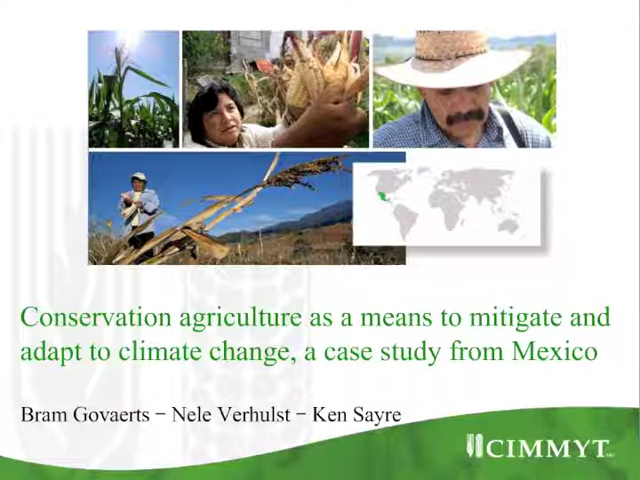 Conservation agriculture as a means to mitigate and
adapt to climate change, a case study from Mexico
Bram Govaerts − Nele Verhulst − Ken Sayre
CIMMYT